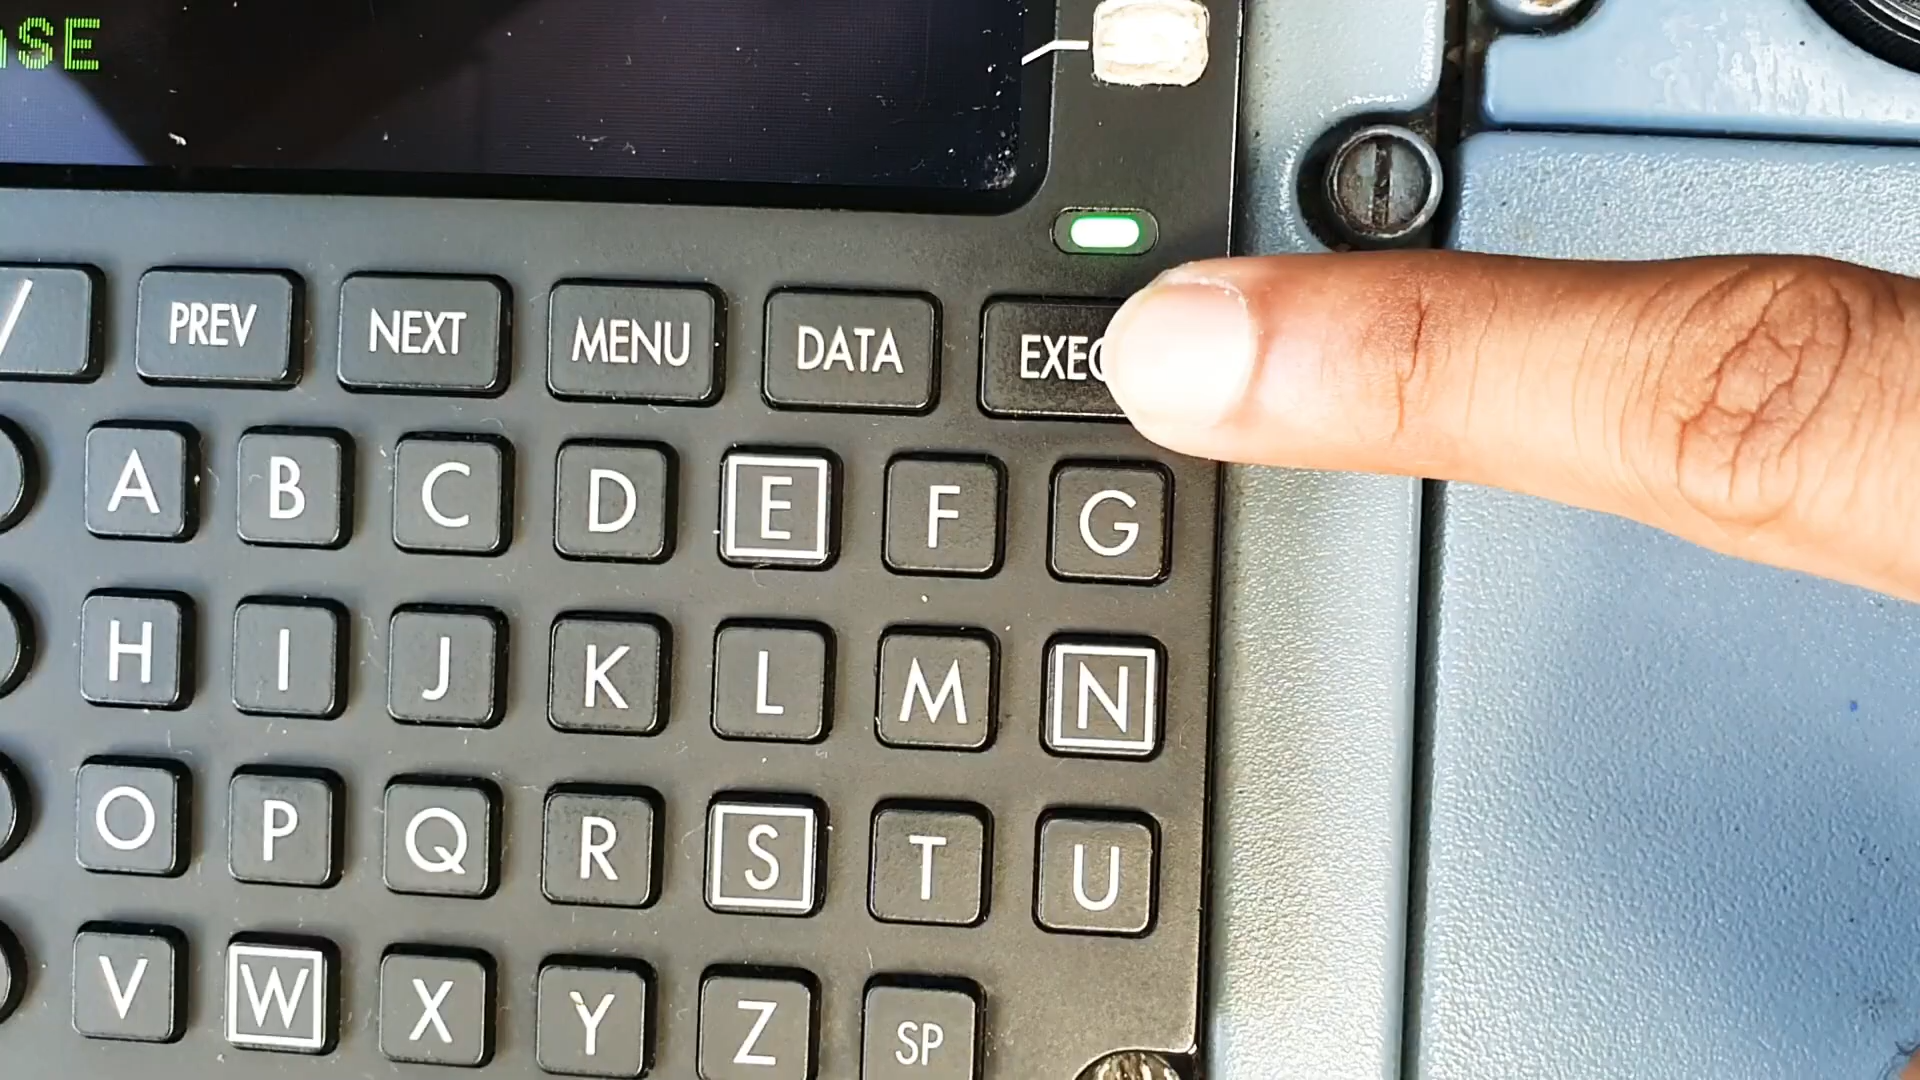 SE
/ PREV NEXT MENU DATA EXEC
A B C D E F G
H I J K L M N
O P Q R S T U
V W X Y Z SP